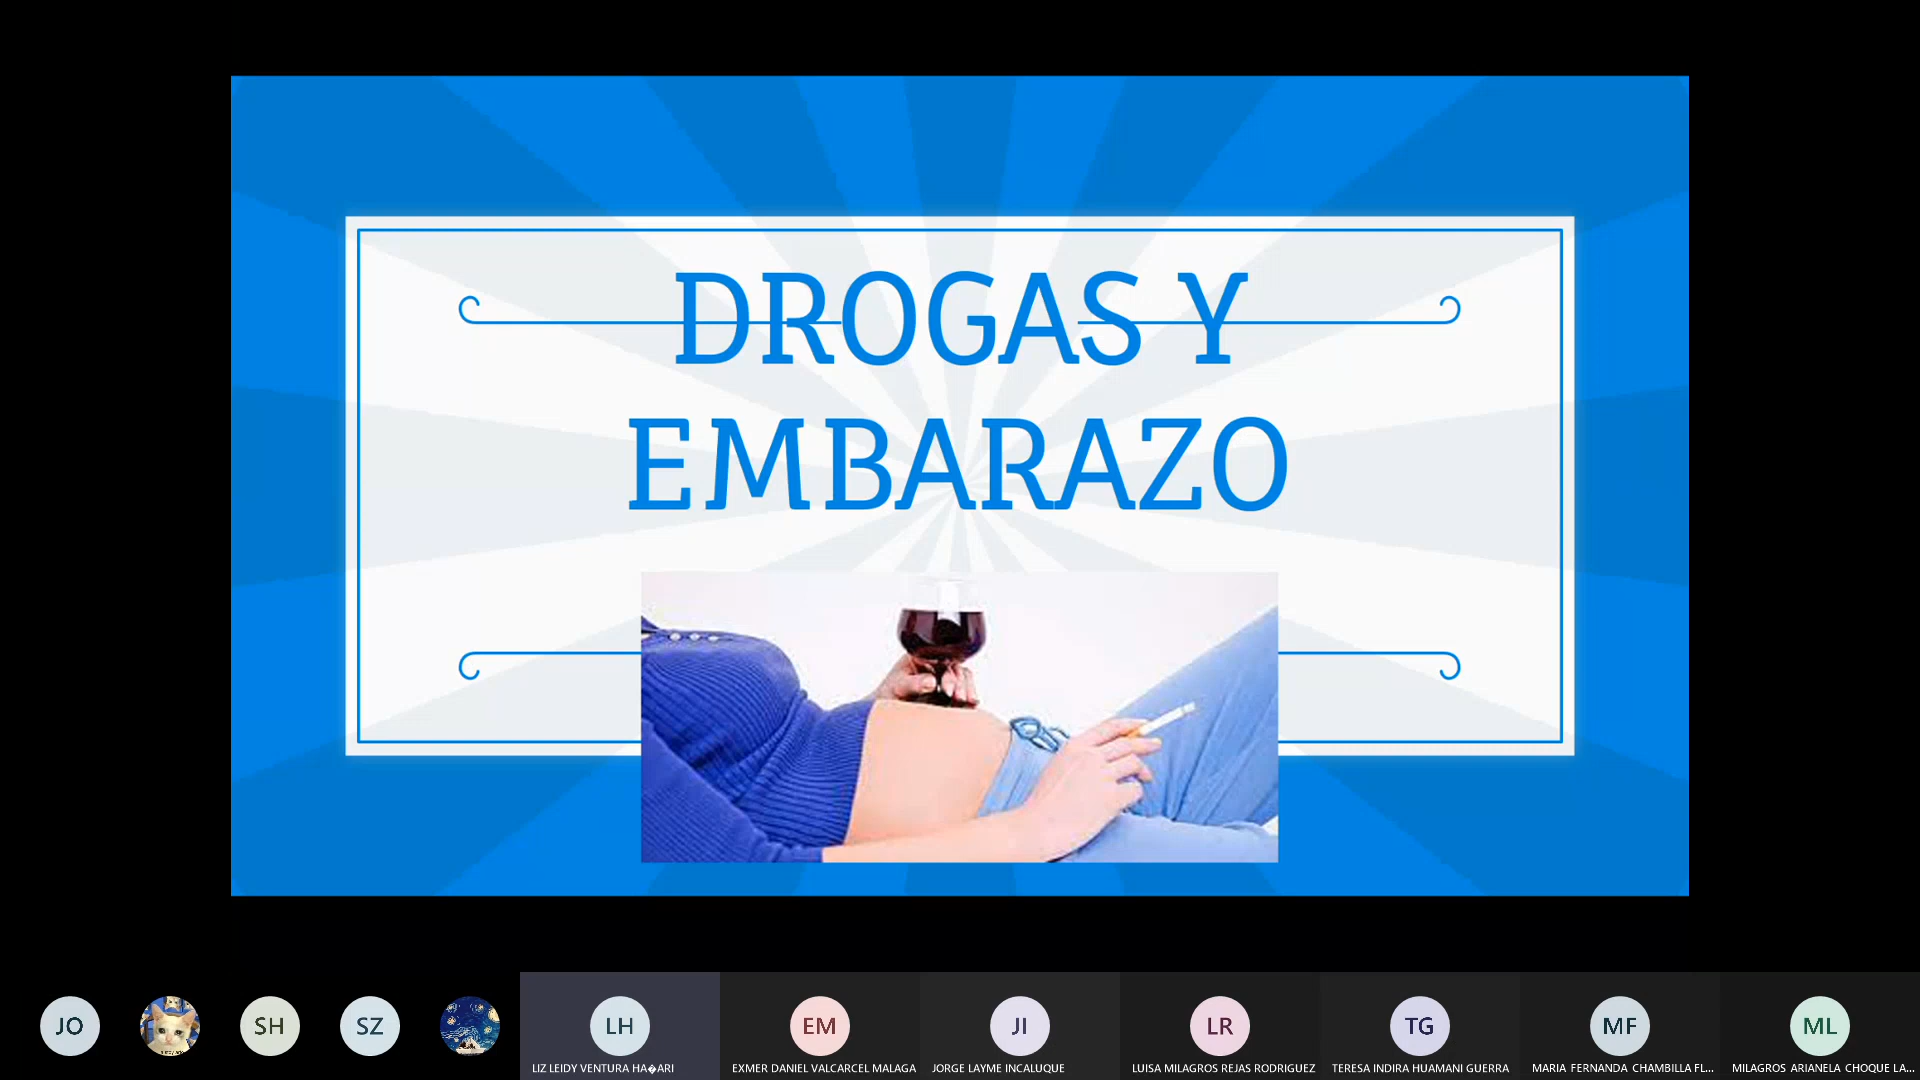 DROGAS Y
EMBARAZO
JO
SH
SZ
LH
EM
JI
LR
TG
MF
ML
LIZ LEIDY VENTURA HA�ARI
EXMER DANIEL VALCARCEL MALAGA
JORGE LAYME INCALUQUE
LUISA MILAGROS REJAS RODRIGUEZ
TERESA INDIRA HUAMANI GUERRA
MARIA FERNANDA CHAMBILLA FL...
MILAGROS ARIANELA CHOQUE LA...